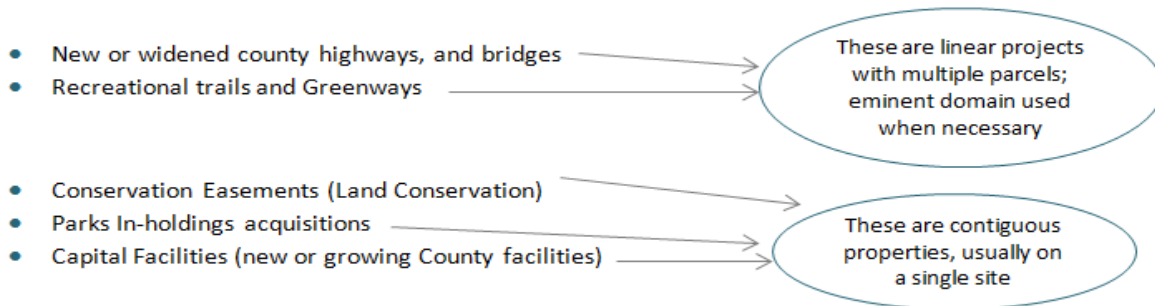 • New or widened county highways, and bridges
• Recreational trails and Greenways
These are linear projects
with multiple parcels;
eminent domain used
when necessary
• Conservation Easements (Land Conservation)
• Parks In-holdings acquisitions
• Capital Facilities (new or growing County facilities)
These are contiguous
properties, usually on
a single site